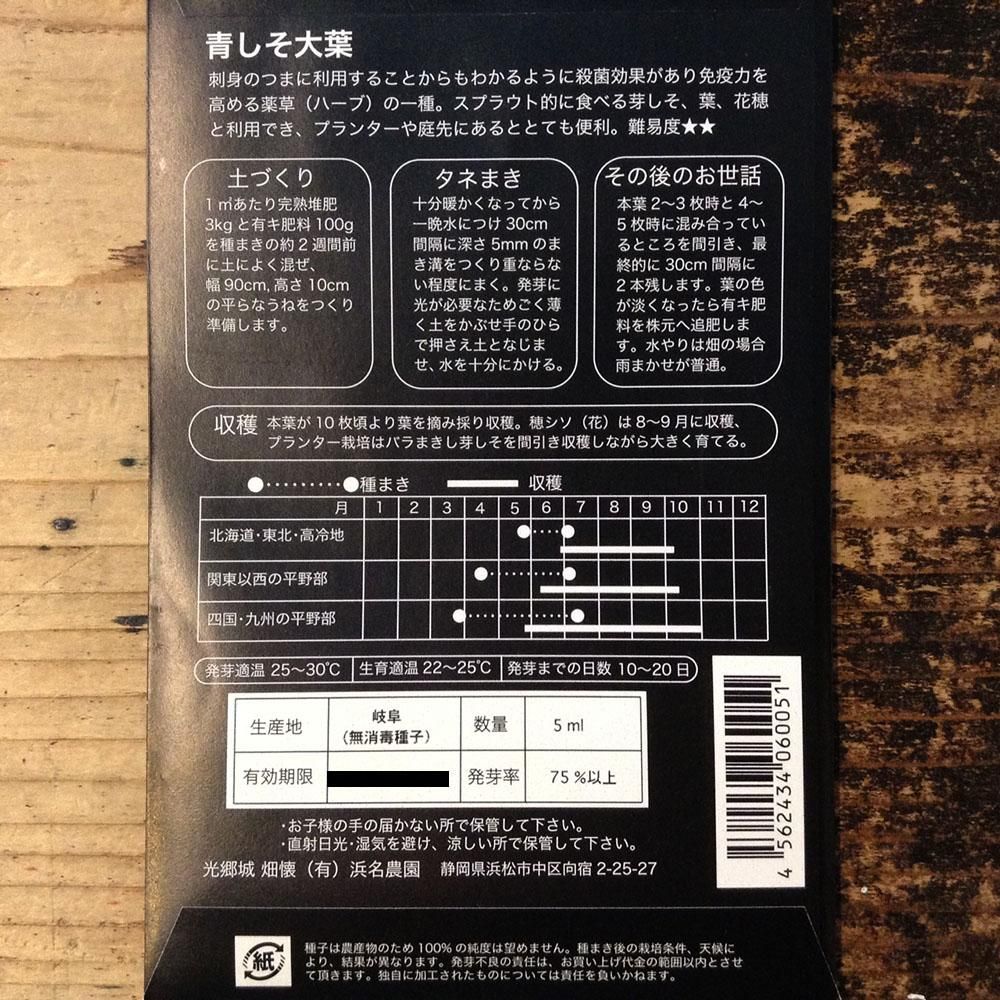 青しそ大葉
刺身のつまに利用することからもわかるように殺菌効果があり免疫力を
高める薬草（ハーブ）の一種。スプラウト的に食べる芽しそ、葉、花穂
と利用でき、プランターや庭先にあるととても便利。難易度★★
土づくり
1㎡あたり完熟堆肥
3kgと有キ肥料100g
を種まきの約2週間前
に土によく混ぜ、
幅90cm,高さ10cm
の平らなうねをつくり
準備します。
タネまき
十分暖かくなってから
一晩水につけ30cm
間隔に深さ5mmのま
き溝をつくり重ならな
い程度にまく。発芽に
光が必要なためごく薄
く土をかぶせ手のひら
で押さえ土となじま
せ、水を十分にかける。
その後のお世話
本葉2〜3枚時と4〜
5枚時に混み合ってい
るところを間引き、最
終的に30cm間隔に
2本残します。葉の色
が淡くなったら有キ肥
料を株元へ追肥しま
す。水やりは畑の場合
雨まかせが普通。
収穫 本葉が10枚頃より葉を摘み採り収穫。穂シソ（花）は8〜9月に収穫、
プランター栽培はバラまきし芽しそを間引き収穫しながら大きく育てる。
種まき 収穫
月 1 2 3 4 5 6 7 8 9 10 11 12
北海道・東北・高冷地
関東以西の平野部
四国・九州の平野部
発芽適温 25〜30℃ 生育適温 22〜25℃ 発芽までの日数 10〜20日
生産地 岐阜 （無消毒種子） 数量 5 ml
有効期限 発芽率 75 %以上
・お子様の手の届かない所で保管して下さい。
・直射日光・湿気を避け、涼しい所で保管して下さい。
光郷城 畑懐（有）浜名農園 静岡県浜松市中区向宿 2-25-27
4 562434 060051
紙
種子は農産物のため100%の純度は望めません。種まき後の栽培条件、天候に
より、結果が異なります。発芽不良の責任は、お買い上げ代金の範囲以内とさせ
て頂きます。独自に加工されたものについては責任を負いかねます。